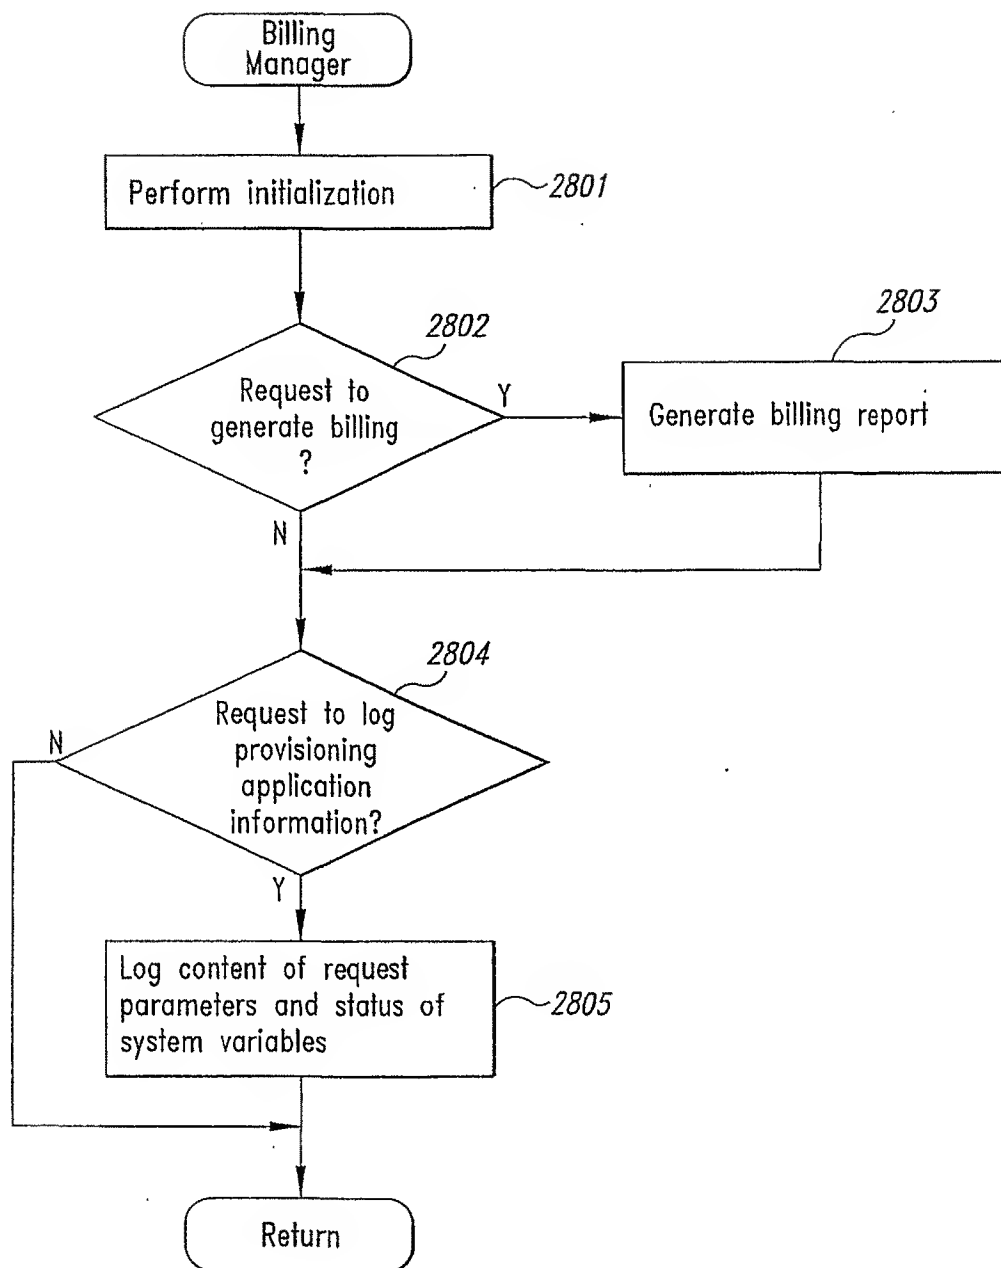 Billing
Manager
Perform initialization
2801
2802
Request to
generate billing
?
Y
N
2803
Generate billing report
2804
Request to log
provisioning
application
information?
N
Y
Log content of request
parameters and status of
system variables
2805
Return